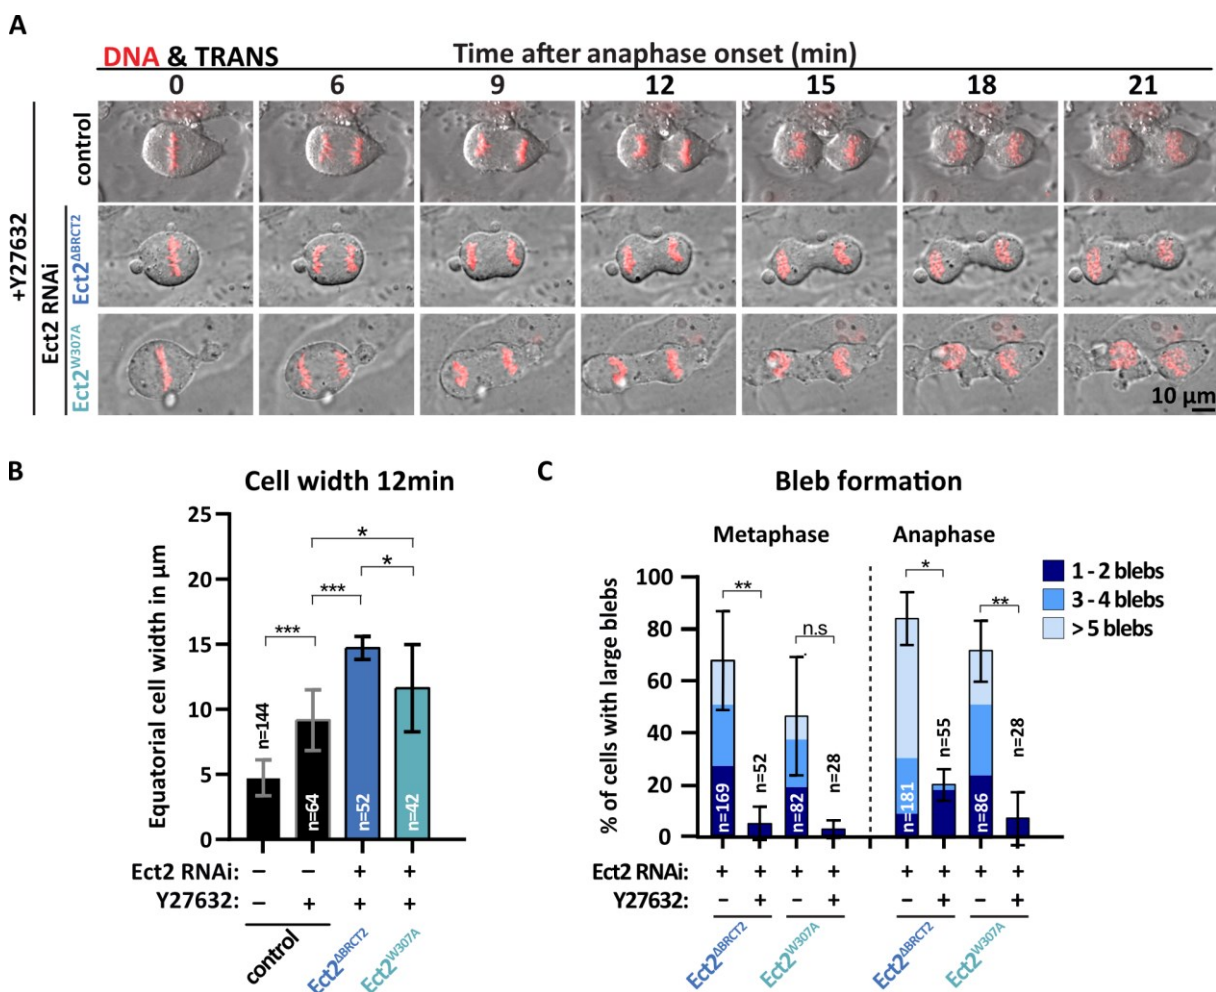 A
DNA & TRANS Time after anaphase onset (min)
0 6 9 12 15 18 21
+Y27632
control
Ect2 RNAi
Ect2ΔBRCT2
Ect2W307A
10 µm
B
Cell width 12min
Equatorial cell width in µm
25
20
15
10
5
0
*
*
***
***
n=144
n=64
n=52
n=42
Ect2 RNAi: – – + +
Y27632: – + + +
control
Ect2ΔBRCT2
Ect2W307A
C
Bleb formation
Metaphase Anaphase
% of cells with large blebs
100
80
60
40
20
0
**
n.s
*
**
n=169
n=52
n=82
n=28
n=181
n=55
n=86
n=28
1 - 2 blebs
3 - 4 blebs
> 5 blebs
Ect2 RNAi: + + + + + + + +
Y27632: – + – + – + – +
Ect2ΔBRCT2
Ect2W307A
Ect2ΔBRCT2
Ect2W307A